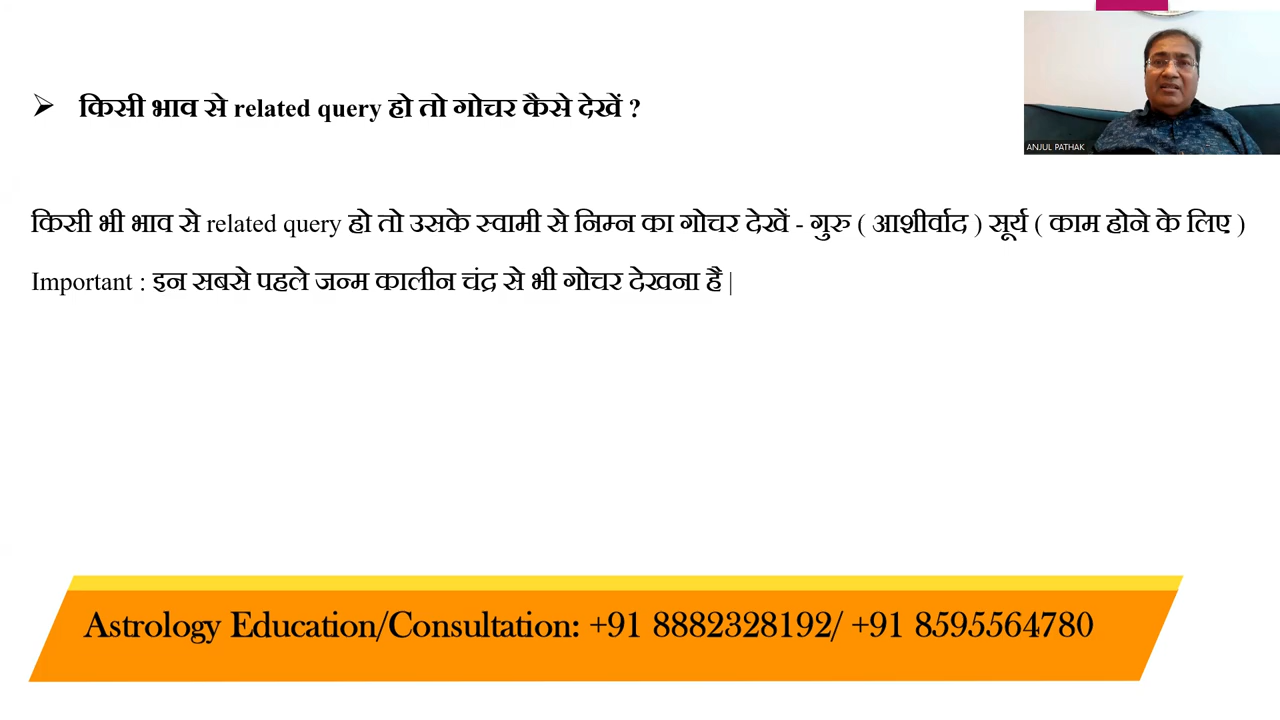 ➢ किसी भाव से related query हो तो गोचर कैसे देखें ?
ANJUL PATHAK
किसी भी भाव से related query हो तो उसके स्वामी से निम्न का गोचर देखें - गुरु ( आशीर्वाद ) सूर्य ( काम होने के लिए )
Important : इन सबसे पहले जन्म कालीन चंद्र से भी गोचर देखना है |
Astrology Education/Consultation: +91 8882328192/ +91 8595564780